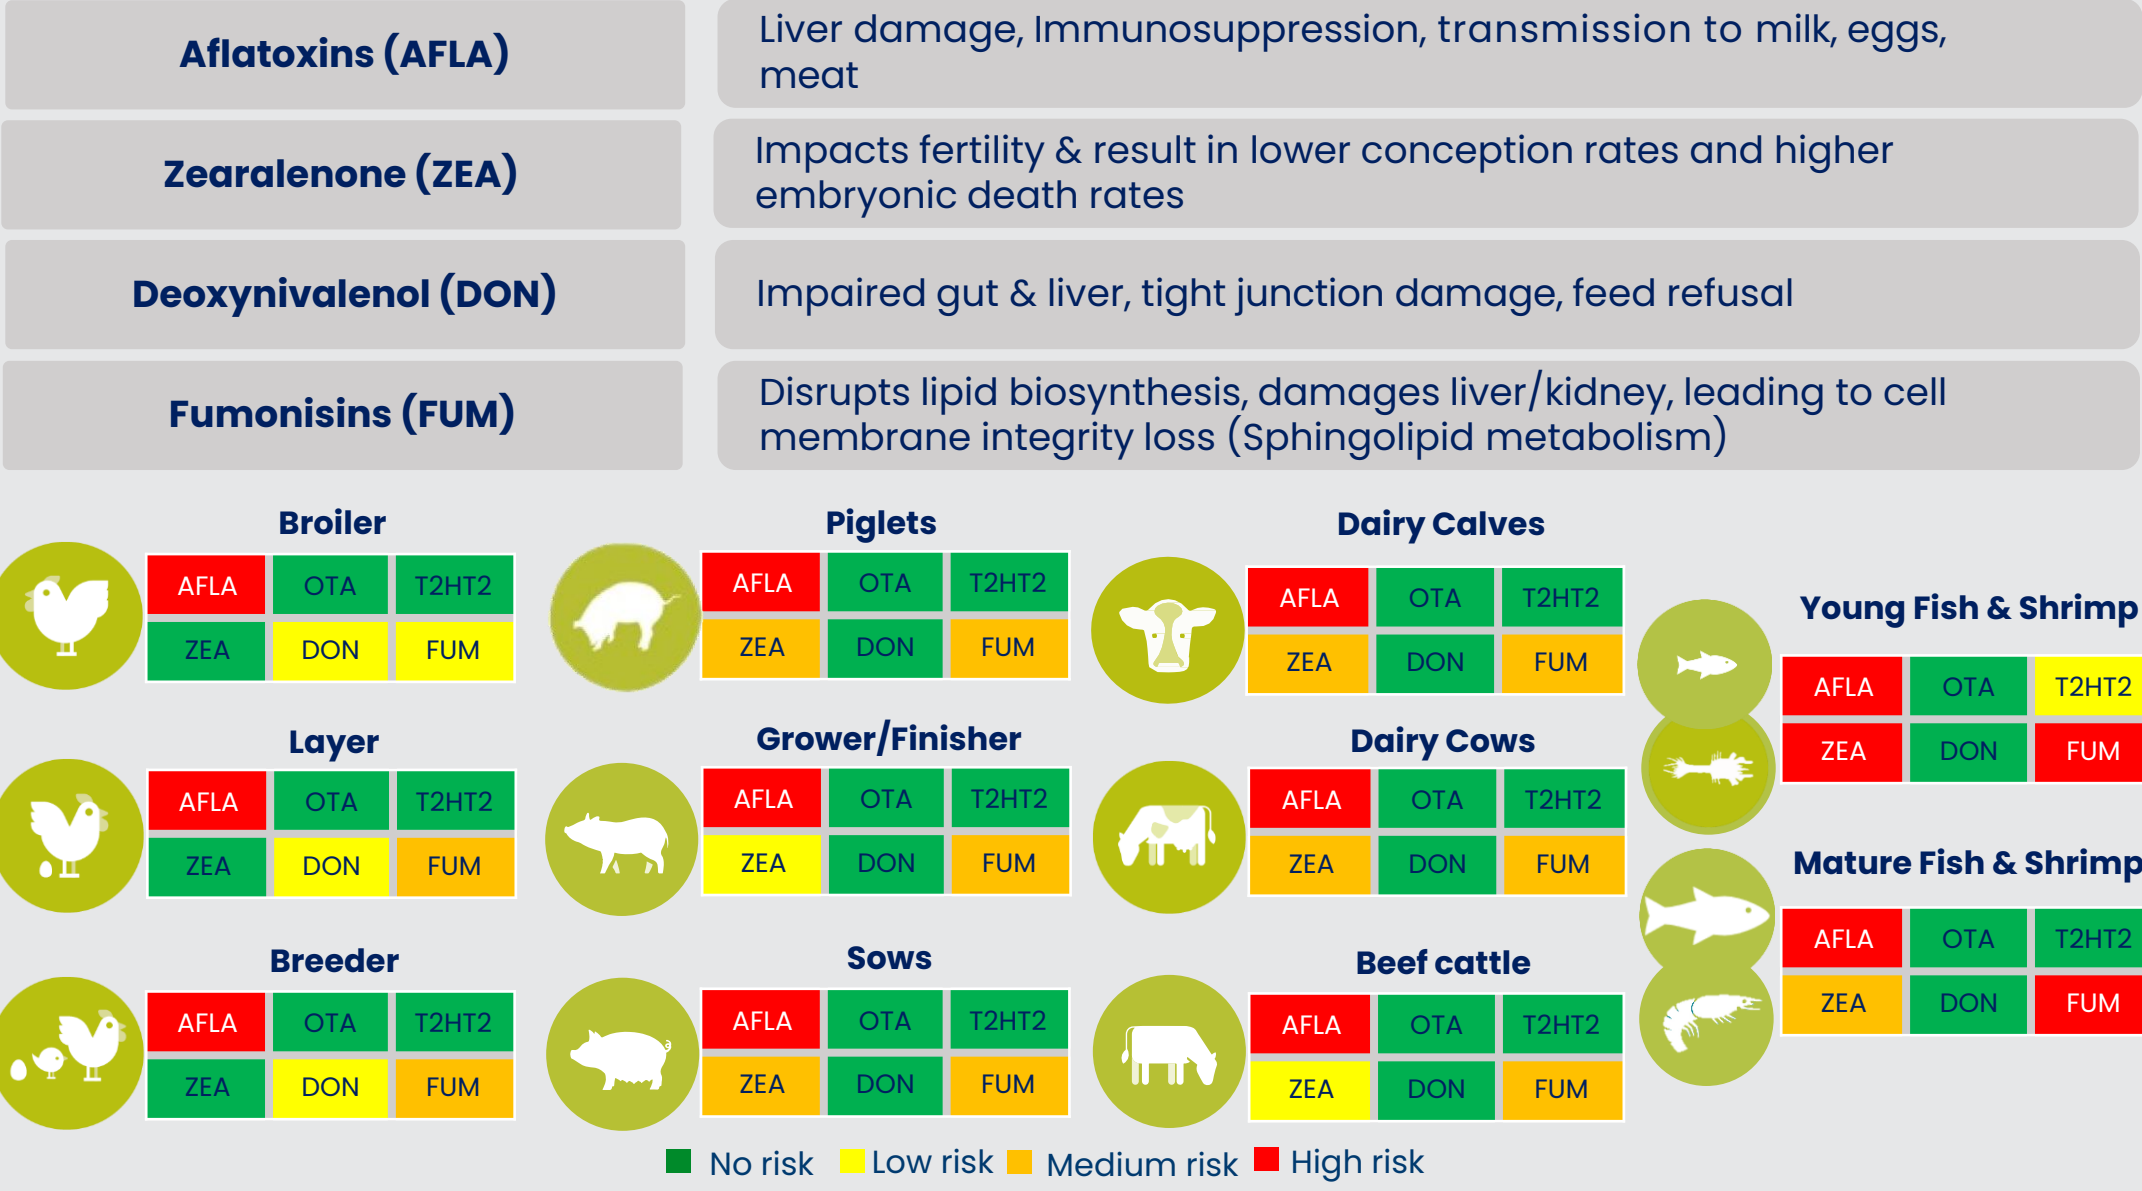 Aflatoxins (AFLA)
Liver damage, Immunosuppression, transmission to milk, eggs,
meat
Zearalenone (ZEA)
Impacts fertility & result in lower conception rates and higher
embryonic death rates
Deoxynivalenol (DON)
Impaired gut & liver, tight junction damage, feed refusal
Fumonisins (FUM)
Disrupts lipid biosynthesis, damages liver/kidney, leading to cell
membrane integrity loss (Sphingolipid metabolism)
Broiler
AFLA OTA T2HT2
ZEA DON FUM
Layer
AFLA OTA T2HT2
ZEA DON FUM
Breeder
AFLA OTA T2HT2
ZEA DON FUM
Piglets
AFLA OTA T2HT2
ZEA DON FUM
Grower/Finisher
AFLA OTA T2HT2
ZEA DON FUM
Sows
AFLA OTA T2HT2
ZEA DON FUM
Dairy Calves
AFLA OTA T2HT2
ZEA DON FUM
Dairy Cows
AFLA OTA T2HT2
ZEA DON FUM
Beef cattle
AFLA OTA T2HT2
ZEA DON FUM
Young Fish & Shrimp
AFLA OTA T2HT2
ZEA DON FUM
Mature Fish & Shrimp
AFLA OTA T2HT2
ZEA DON FUM
No risk Low risk Medium risk High risk